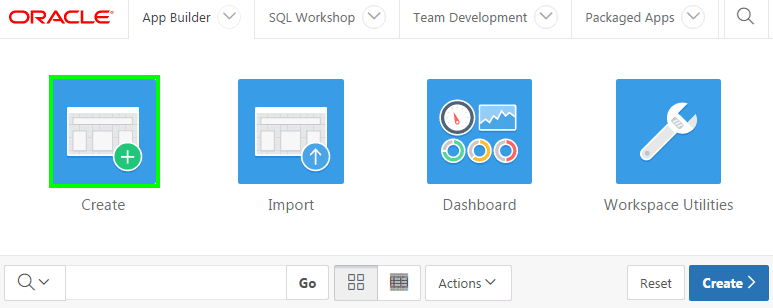 ORACLE® App Builder SQL Workshop Team Development Packaged Apps
Create Import Dashboard Workspace Utilities
Go Actions Reset Create >